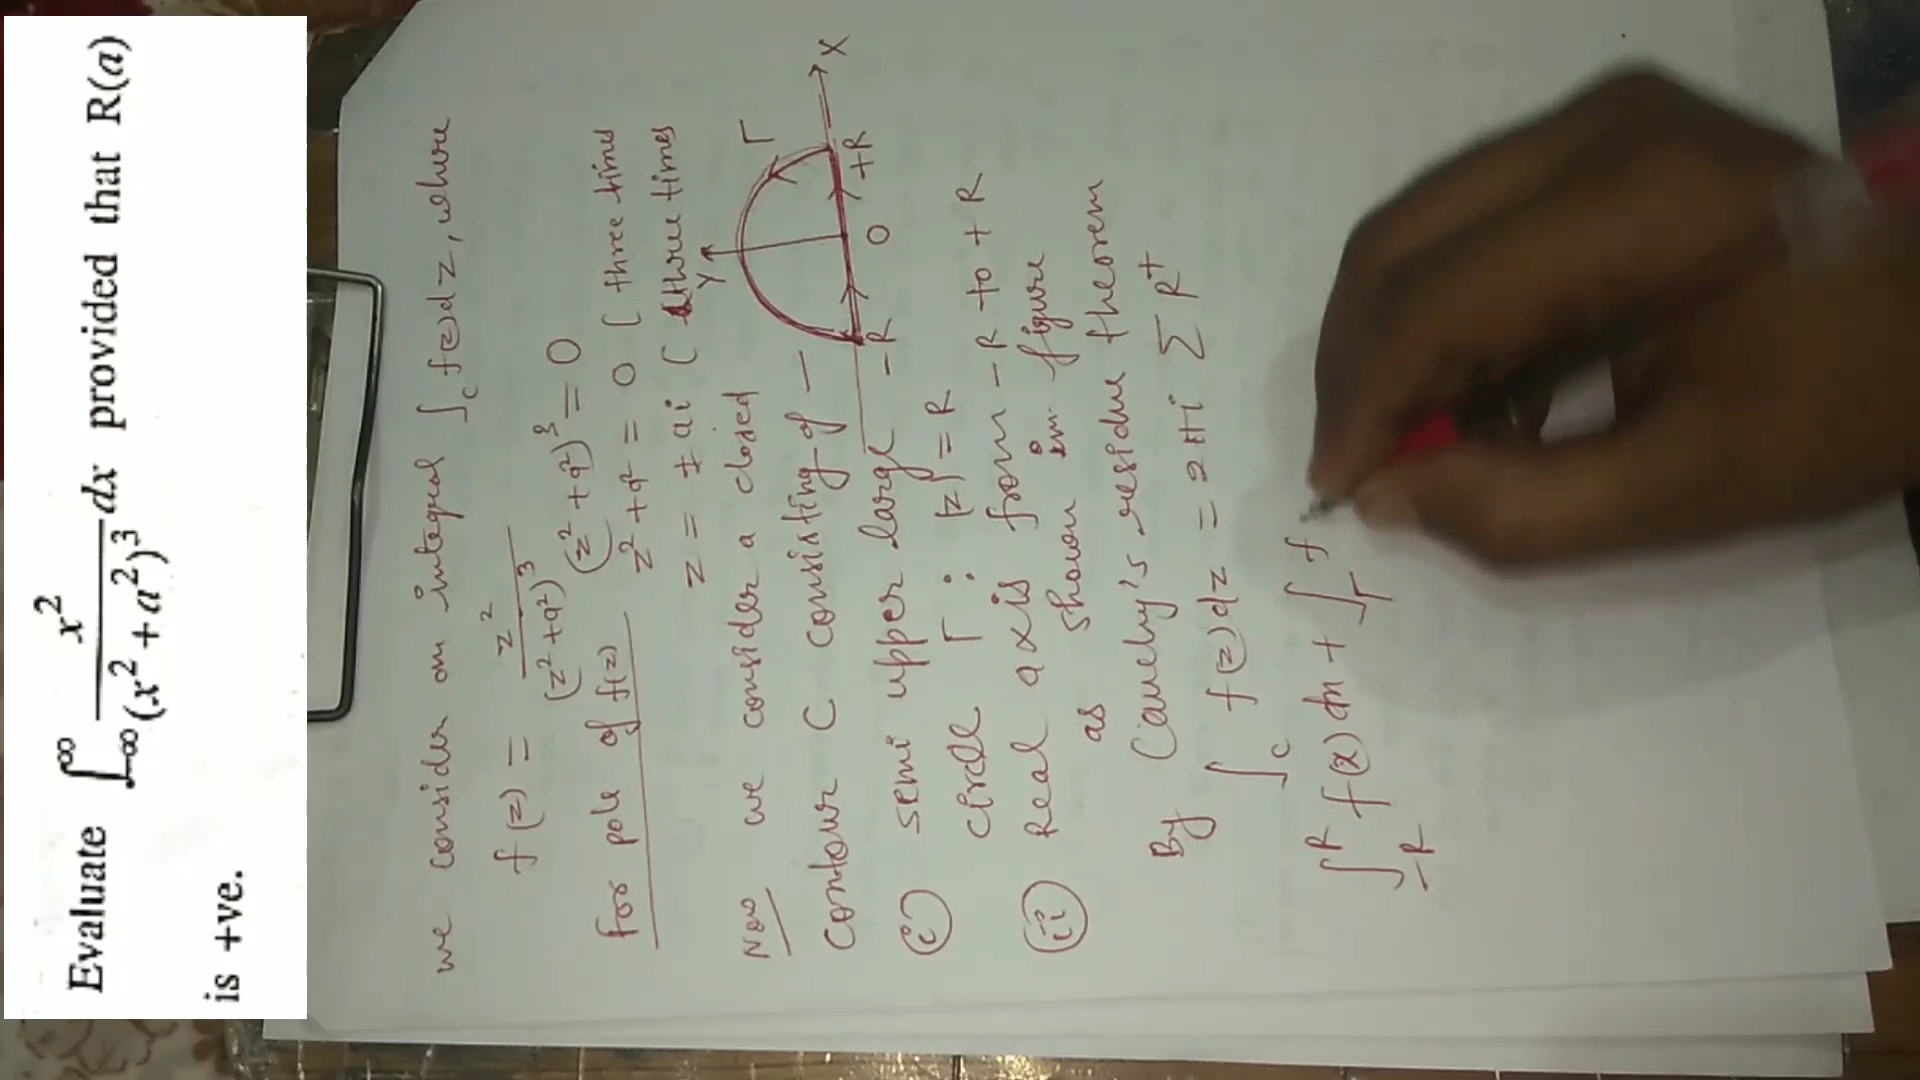 Evaluate ∫_{-∞}^{∞} x²/(x² + a²)³ dx provided that R(a)
is +ve.
we consider an integral ∫_c f(z)dz, where
f(z) = z²/(z²+a²)³
for pole of f(z) (z²+a²)³ = 0
z²+a² = 0 (three times
z = ± ai (three times
Now we consider a closed
Contour C consisting of —
(i) semi upper large
circle Γ : |z| = R
(ii) Real axis from - R to + R
as shown in figure
By Cauchy's residue theorem
∫_c f(z)dz = 2πi Σ R⁺
∫_{-R}^{R} f(x)dx + ∫_Γ f
Y
Γ
X
-R
O
+R